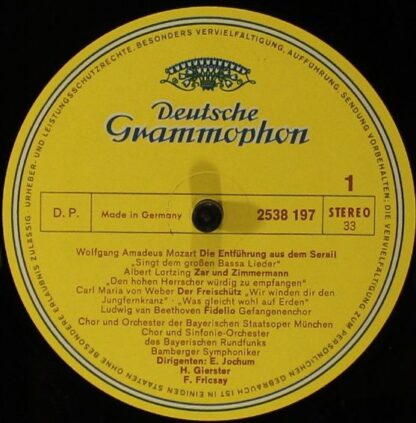 URHEBER- UND LEISTUNGSSCHUTZRECHTE, BESONDERS VERVIELFÄLTIGUNG, AUFFÜHRUNG, SENDUNG VORBEHALTEN;
Deutsche
Grammophon
1
D. P.
Made in Germany
2538 197
STEREO
33
Wolfgang Amadeus Mozart Die Entführung aus dem Serail
„Singt dem großen Bassa Lieder"
Albert Lortzing Zar und Zimmermann
„Den hohen Herrscher würdig zu empfangen"
Carl Maria von Weber Der Freischütz „Wir winden dir den
Jungfernkranz" · „Was gleicht wohl auf Erden"
Ludwig van Beethoven Fidelio Gefangenenchor
Chor und Orchester der Bayerischen Staatsoper München
Chor und Sinfonie-Orchester
des Bayerischen Rundfunks
Bamberger Symphoniker
Dirigenten: E. Jochum
H. Gierster
F. Fricsay
DIE VERVIELFÄLTIGUNG ZUM PERSÖNLICHEN GEBRAUCH IST IN EINIGEN STAATEN OHNE BESONDERE ERLAUBNIS ZULÄSSIG